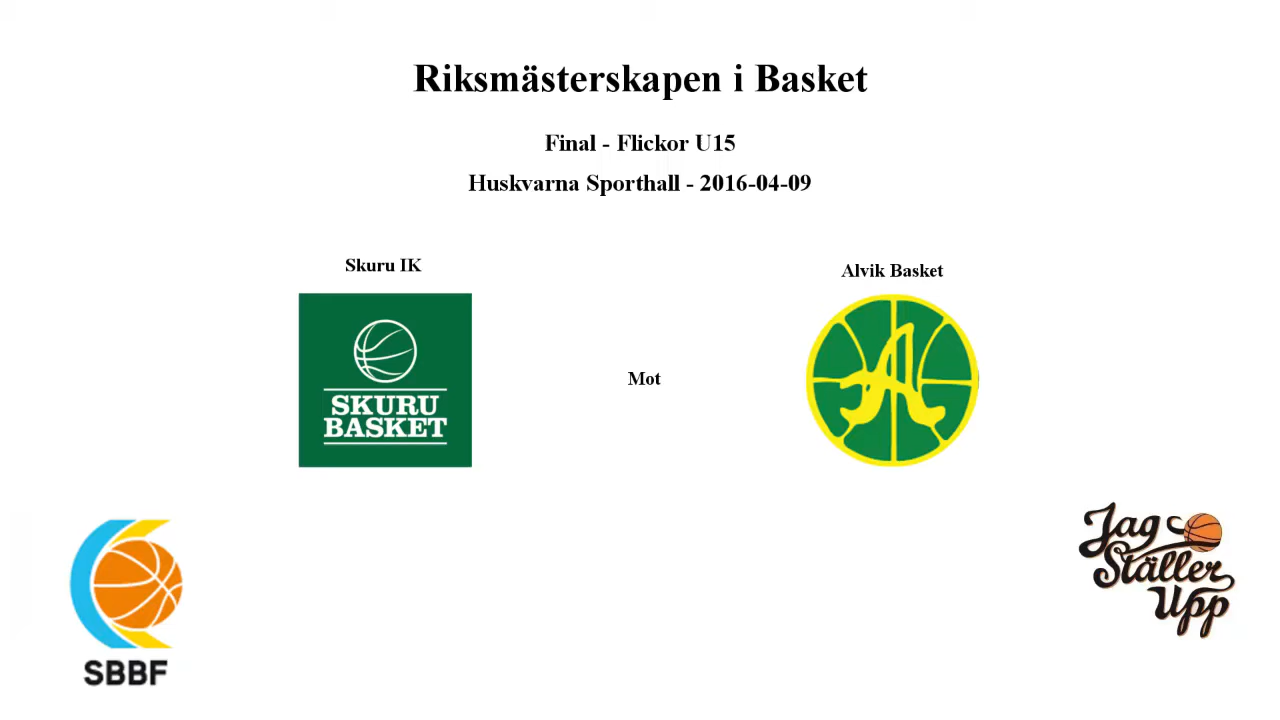 Riksmästerskapen i Basket
Final - Flickor U15
Huskvarna Sporthall - 2016-04-09
Skuru IK
Alvik Basket
SKURU
BASKET
Mot
A
Jag
Ställer
Upp
SBBF